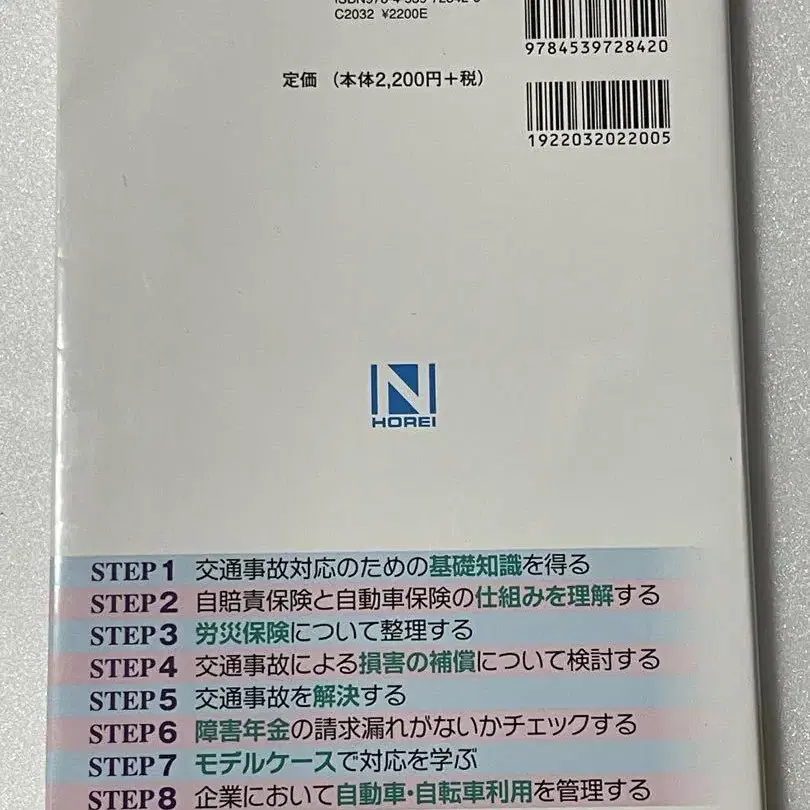 C2032 ¥2200E
9784539728420
定価 (本体2,200円+税)
1922032022005
N
HOREI
STEP1 交通事故対応のための基礎知識を得る
STEP2 自賠責保険と自動車保険の仕組みを理解する
STEP3 労災保険について整理する
STEP4 交通事故による損害の補償について検討する
STEP5 交通事故を解決する
STEP6 障害年金の請求漏れがないかチェックする
STEP7 モデルケースで対応を学ぶ
STEP8 企業において自動車・自転車利用を管理する